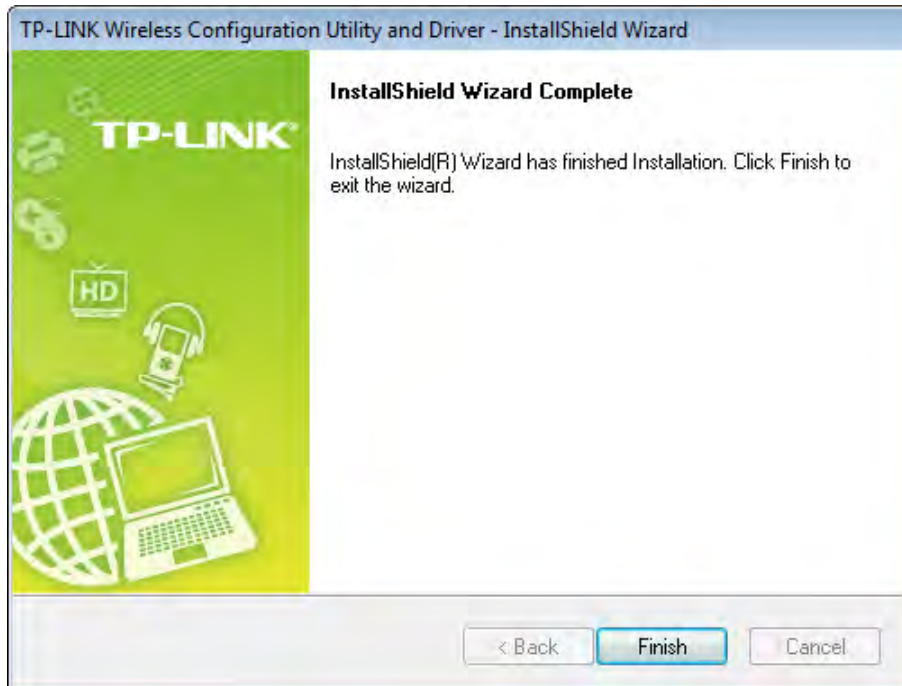 TP-LINK Wireless Configuration Utility and Driver - InstallShield Wizard
TP-LINK
HD
InstallShield Wizard Complete
InstallShield(R) Wizard has finished Installation. Click Finish to
exit the wizard.
< Back Finish Cancel